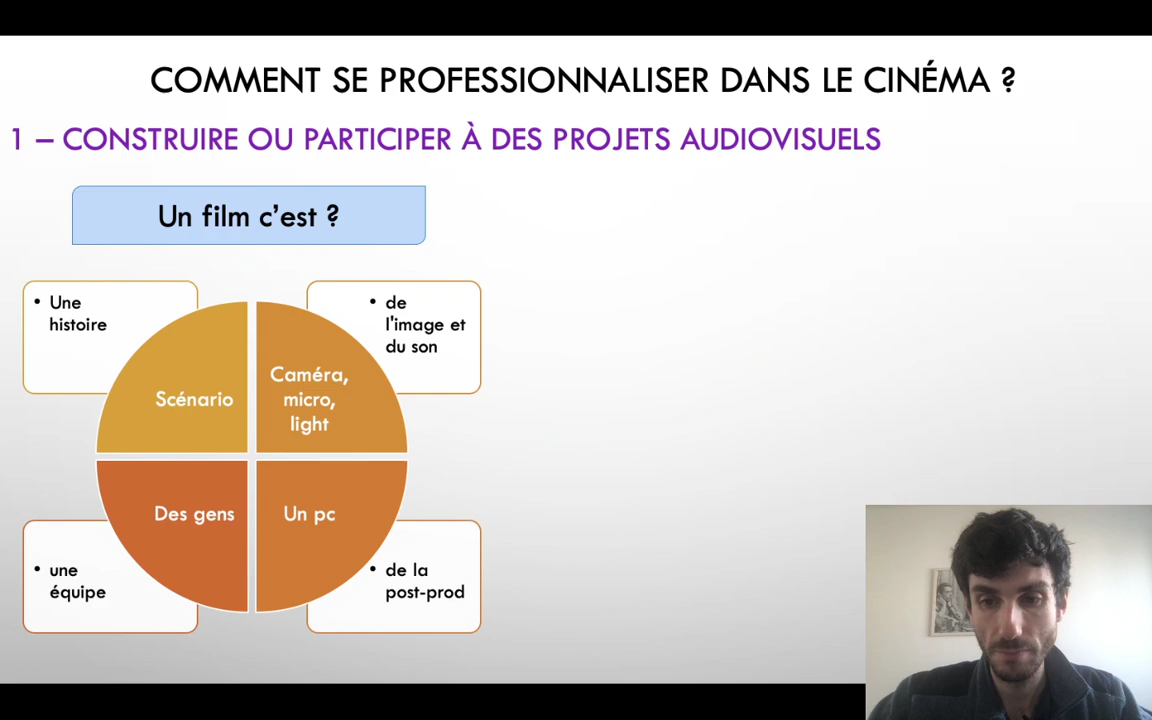 COMMENT SE PROFESSIONNALISER DANS LE CINÉMA ?
1 – CONSTRUIRE OU PARTICIPER À DES PROJETS AUDIOVISUELS
Un film c’est ?
• Une
histoire
• de
l'image et
du son
Scénario
Caméra,
micro,
light
Des gens
Un pc
• une
équipe
• de la
post-prod